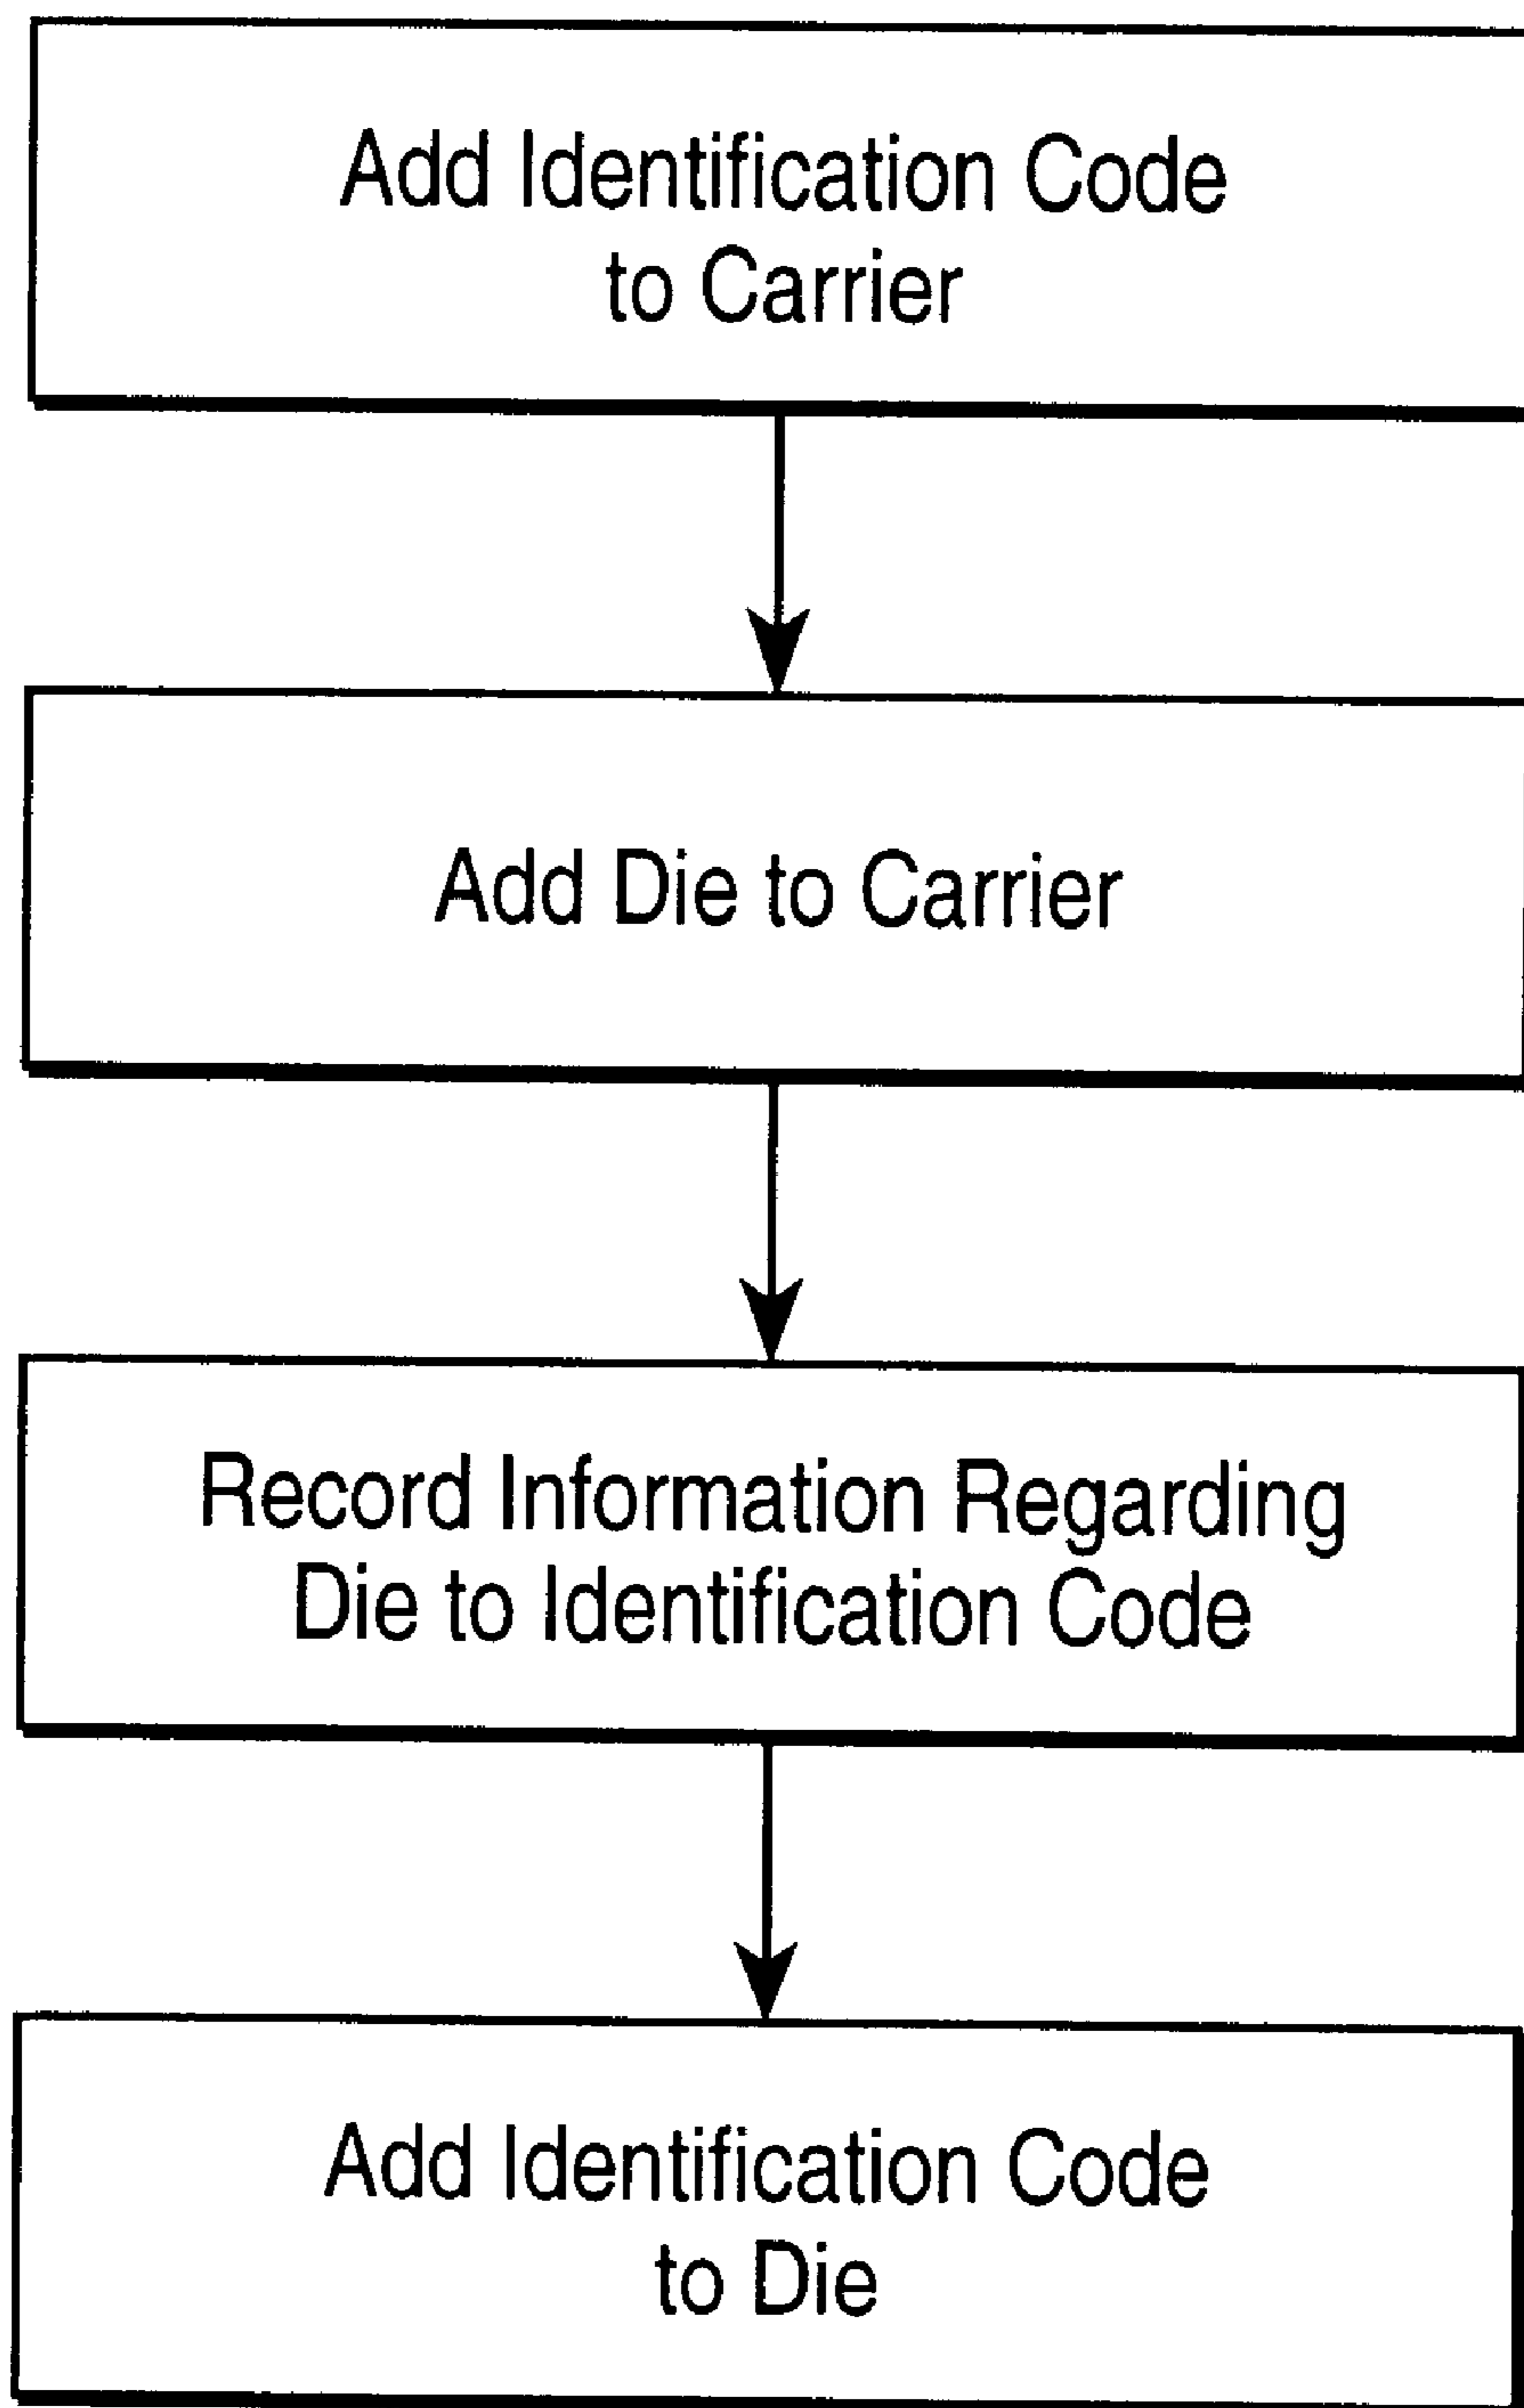 Add Identification Code
to Carrier
Add Die to Carrier
Record Information Regarding
Die to Identification Code
Add Identification Code
to Die